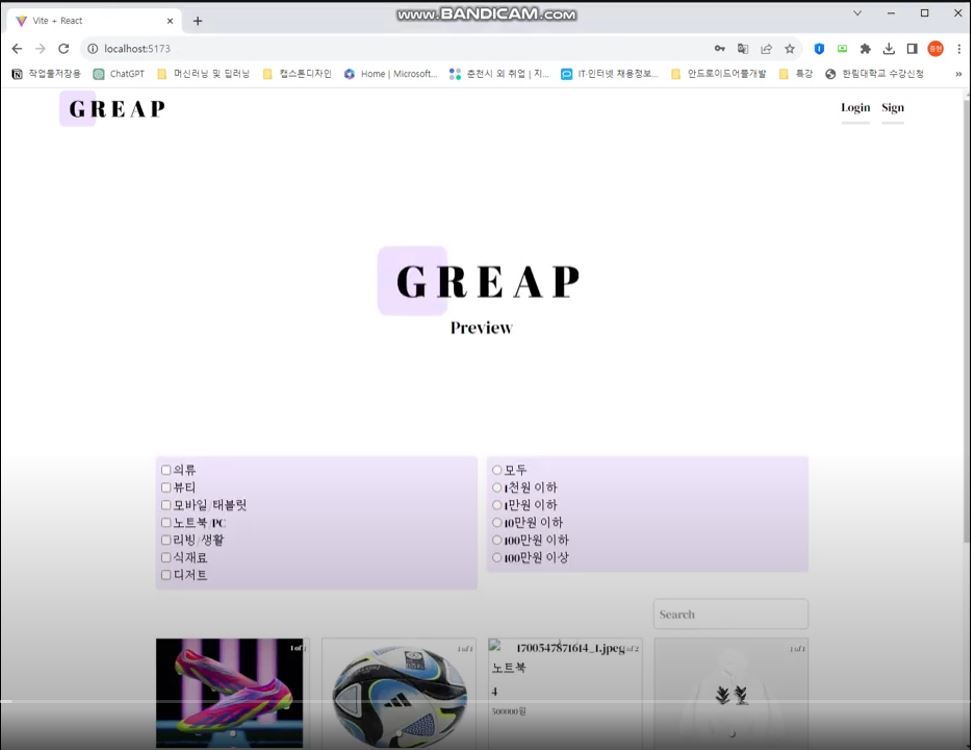 www.BANDICAM.com
Vite + React
localhost:5173
작업물저장용 ChatGPT 머신러닝 및 딥러닝 캡스톤디자인 Home | Microsoft... 춘천시 외 취업 | 지... IT·인터넷 채용정보... 안드로이드어플개발 특강 한림대학교 수강신청 »
GREAP Login Sign
GREAP
Preview
의류
뷰티
모바일/태블릿
노트북/PC
리빙/생활
식재료
디저트
모두
1천원 이하
1만원 이하
10만원 이하
100만원 이하
100만원 이상
Search
1 of 1
1 of 1
1700547871614_1.jpeg of 2
노트북
4
500000원
1 of 1